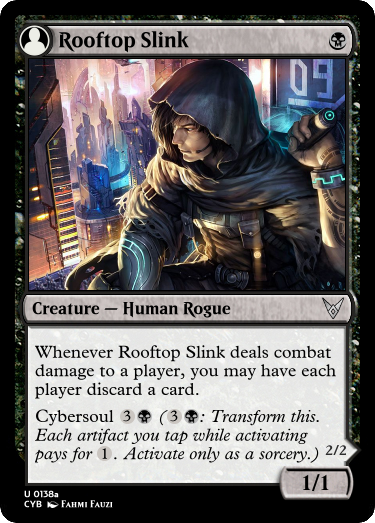 Rooftop Slink
09
Creature — Human Rogue
Whenever Rooftop Slink deals combat
damage to a player, you may have each
player discard a card.
Cybersoul 3 (3: Transform this.
Each artifact you tap while activating
pays for 1. Activate only as a sorcery.)
2/2
1/1
U 0138a
CYB Fahmi Fauzi